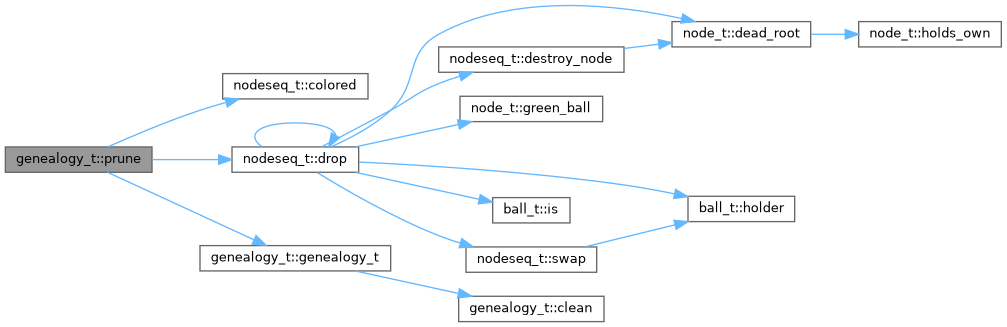 node_t::dead_root
node_t::holds_own
nodeseq_t::destroy_node
nodeseq_t::colored
node_t::green_ball
genealogy_t::prune
nodeseq_t::drop
ball_t::is
ball_t::holder
genealogy_t::genealogy_t
nodeseq_t::swap
genealogy_t::clean